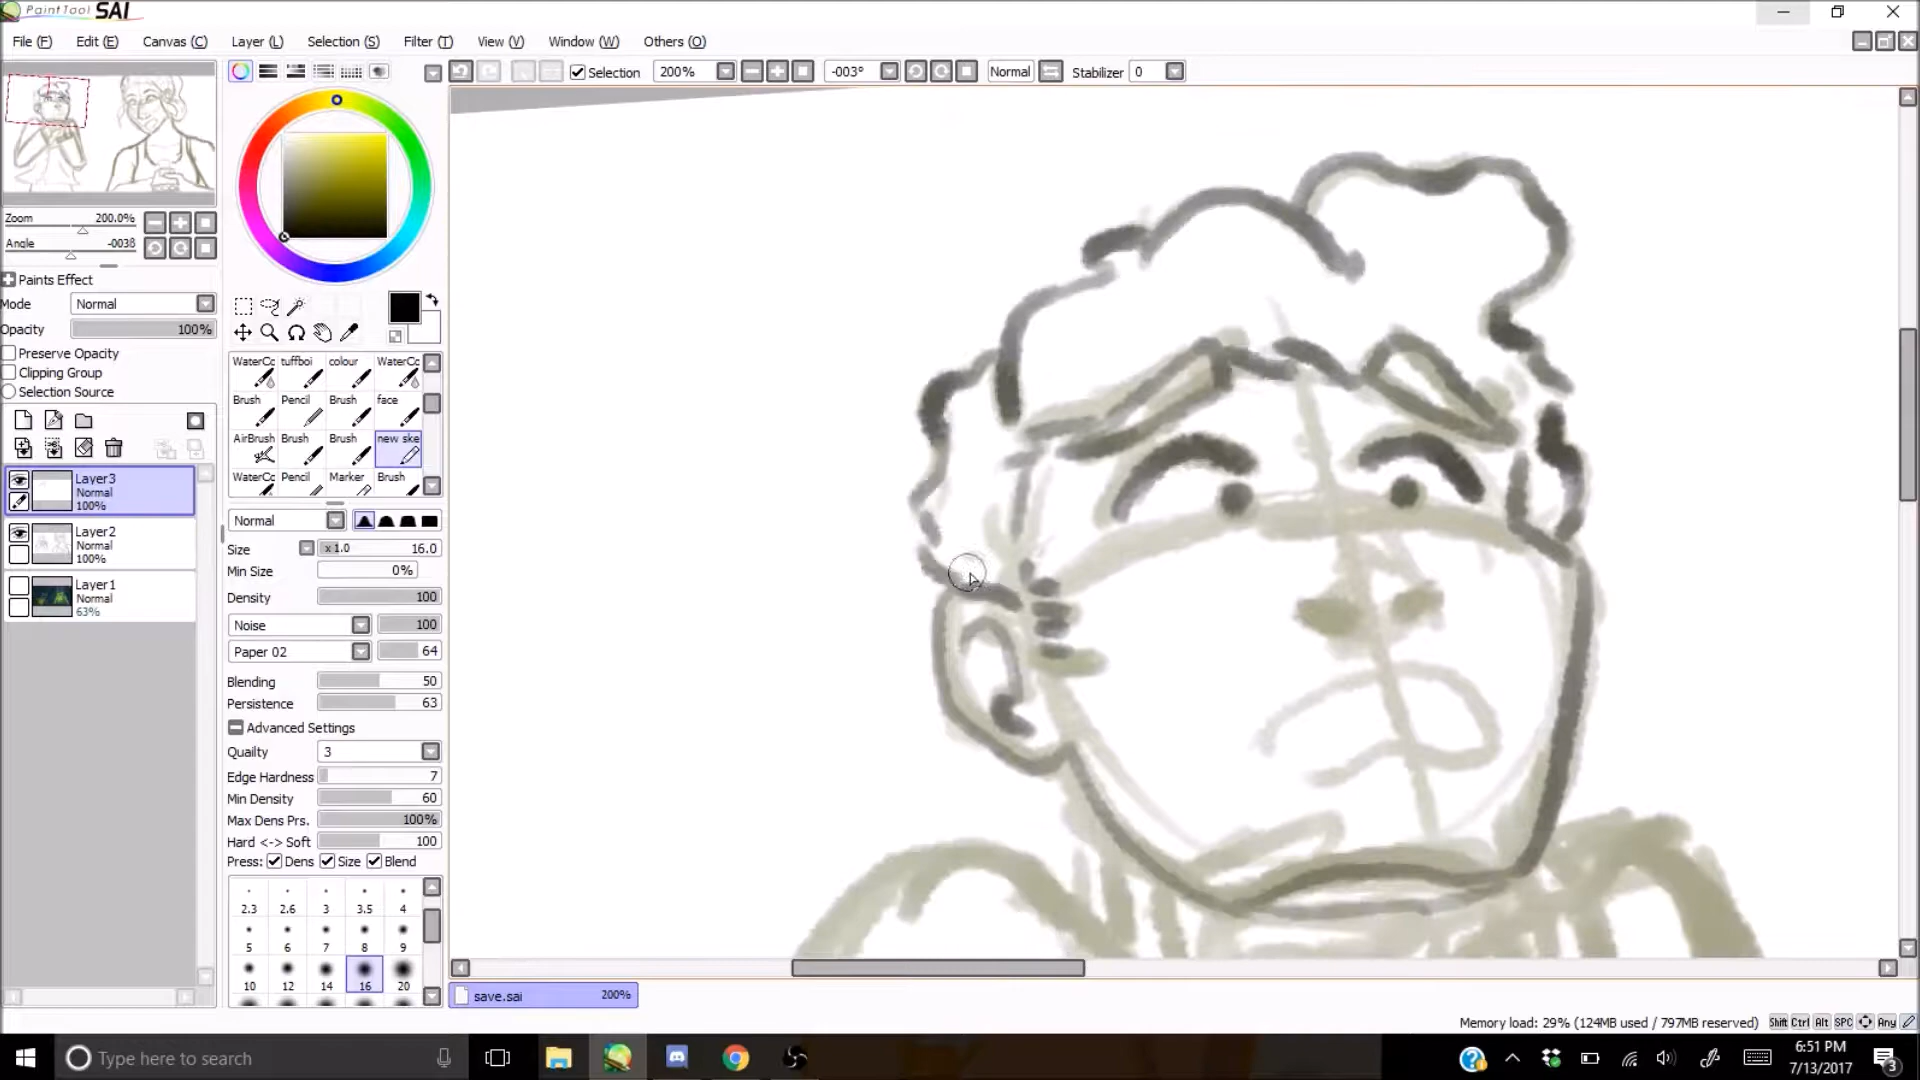 PaintTool SAI
File (F) Edit (E) Canvas (C) Layer (L) Selection (S) Filter (T) View (V) Window (W) Others (O)
Selection 200% -003° Normal Stabilizer 0
Zoom 200.0%
Angle -0038
Paints Effect
Mode Normal
Opacity 100%
Preserve Opacity
Clipping Group
Selection Source
Layer3
Normal
100%
Layer2
Normal
100%
Layer1
Normal
63%
WaterCc tuffboi colour WaterCc
Brush Pencil Brush face
AirBrush Brush Brush new ske
WaterCc Pencil Marker Brush
Normal
Size x 1.0 16.0
Min Size 0%
Density 100
Noise 100
Paper 02 64
Blending 50
Persistence 63
Advanced Settings
Quailty 3
Edge Hardness 7
Min Density 60
Max Dens Prs. 100%
Hard <-> Soft 100
Press: Dens Size Blend
2.3 2.6 3 3.5 4
5 6 7 8 9
10 12 14 16 20
save.sai 200%
Memory load: 29% (124MB used / 797MB reserved) Shift Ctrl Alt SPC Any
Type here to search
6:51 PM
7/13/2017
3